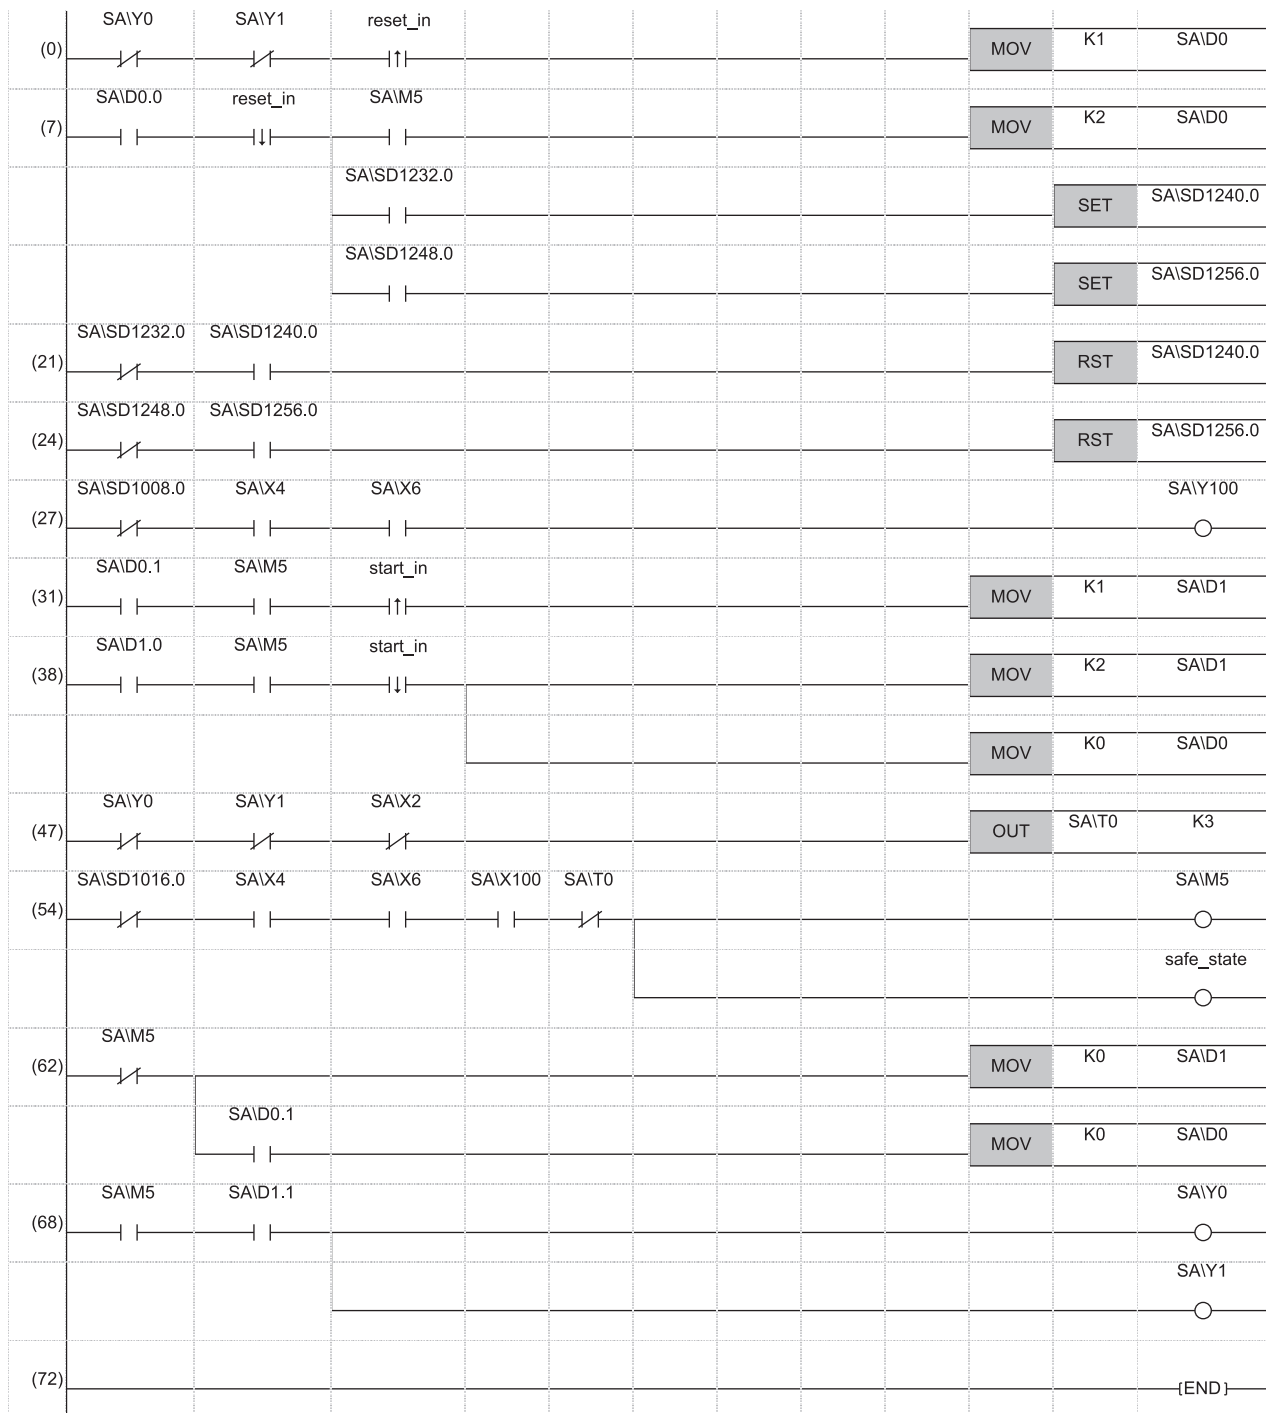 SA\Y0 SA\Y1 reset_in
(0) MOV K1 SA\D0
SA\D0.0 reset_in SA\M5
(7) MOV K2 SA\D0
SA\SD1232.0
SET SA\SD1240.0
SA\SD1248.0
SET SA\SD1256.0
SA\SD1232.0 SA\SD1240.0
(21) RST SA\SD1240.0
SA\SD1248.0 SA\SD1256.0
(24) RST SA\SD1256.0
SA\SD1008.0 SA\X4 SA\X6 SA\Y100
(27)
SA\D0.1 SA\M5 start_in
(31) MOV K1 SA\D1
SA\D1.0 SA\M5 start_in
(38) MOV K2 SA\D1
MOV K0 SA\D0
SA\Y0 SA\Y1 SA\X2
(47) OUT SA\T0 K3
SA\SD1016.0 SA\X4 SA\X6 SA\X100 SA\T0 SA\M5
(54)
safe_state
SA\M5
(62) MOV K0 SA\D1
SA\D0.1
MOV K0 SA\D0
SA\M5 SA\D1.1 SA\Y0
(68)
SA\Y1
(72) [END]